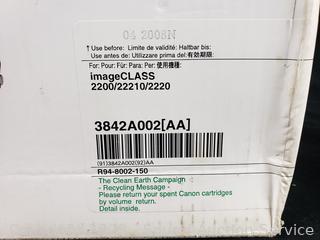 04 2008N
† Use before: Limite de validité: Haltbar bis:
Usare antes de: Utilizzare prima del: 有効期限:
For: Pour: Für: Para: Per: 使用機種:
imageCLASS
2200/22210/2220
3842A002[AA]
(91)3842A002(92)AA
R94-8002-150
The Clean Earth Campaign
- Recycling Message -
Please return your spent Canon cartridges
by volume return.
Detail inside.
WAVEBID